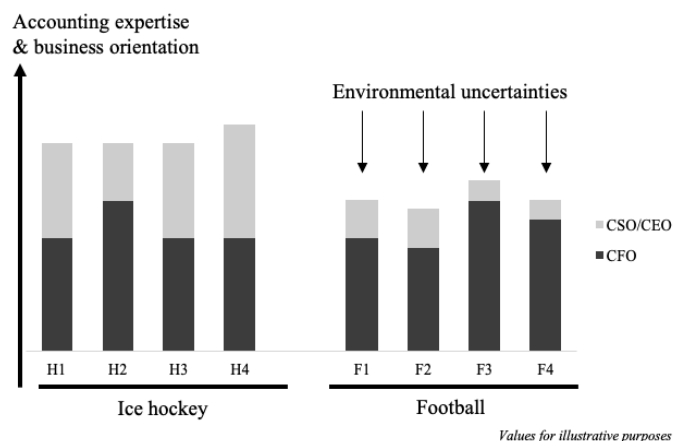 Accounting expertise
& business orientation
Environmental uncertainties
CSO/CEO
CFO
H1 H2 H3 H4 F1 F2 F3 F4
Ice hockey Football
Values for illustrative purposes